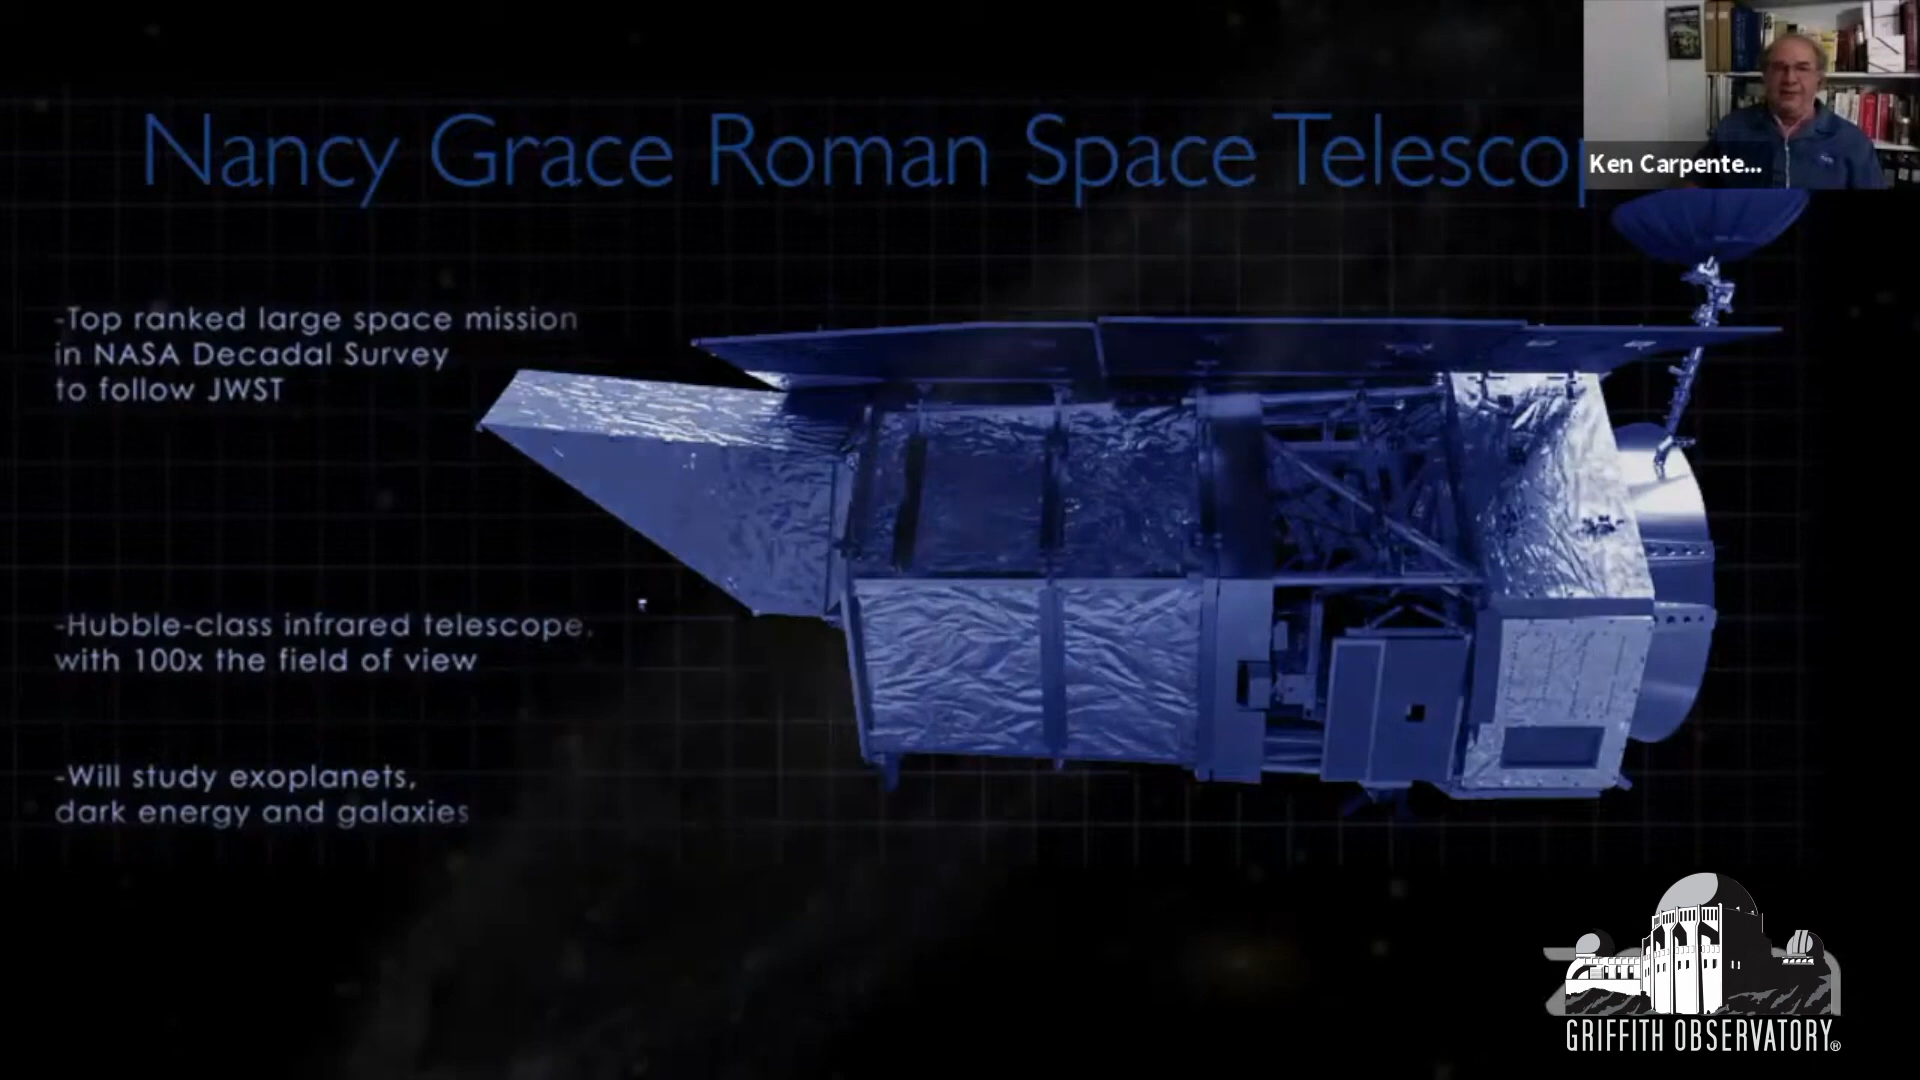 Nancy Grace Roman Space Telescop
Ken Carpente...
-Top ranked large space mission
in NASA Decadal Survey
to follow JWST
-Hubble-class infrared telescope,
with 100x the field of view
-Will study exoplanets,
dark energy and galaxies
GRIFFITH OBSERVATORY®